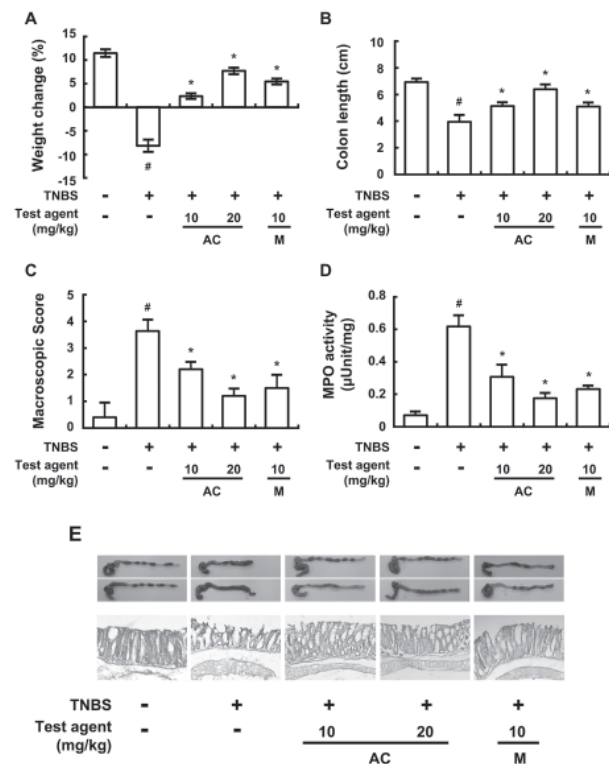 A
B
Weight change (%)
15
10
5
0
-5
-10
-15
#
*
*
*
TNBS - + + + +
Test agent - - 10 20 10
(mg/kg)
AC M
Colon length (cm)
10
8
6
4
2
0
#
*
*
*
TNBS - + + + +
Test agent - - 10 20 10
(mg/kg)
AC M
C
D
Macroscopic Score
5
4
3
2
1
0
#
*
*
*
TNBS - + + + +
Test agent - - 10 20 10
(mg/kg)
AC M
MPO activity
(µUnit/mg)
0.8
0.6
0.4
0.2
0
#
*
*
*
TNBS - + + + +
Test agent - - 10 20 10
(mg/kg)
AC M
E
TNBS - + + + +
Test agent - - 10 20 10
(mg/kg)
AC M